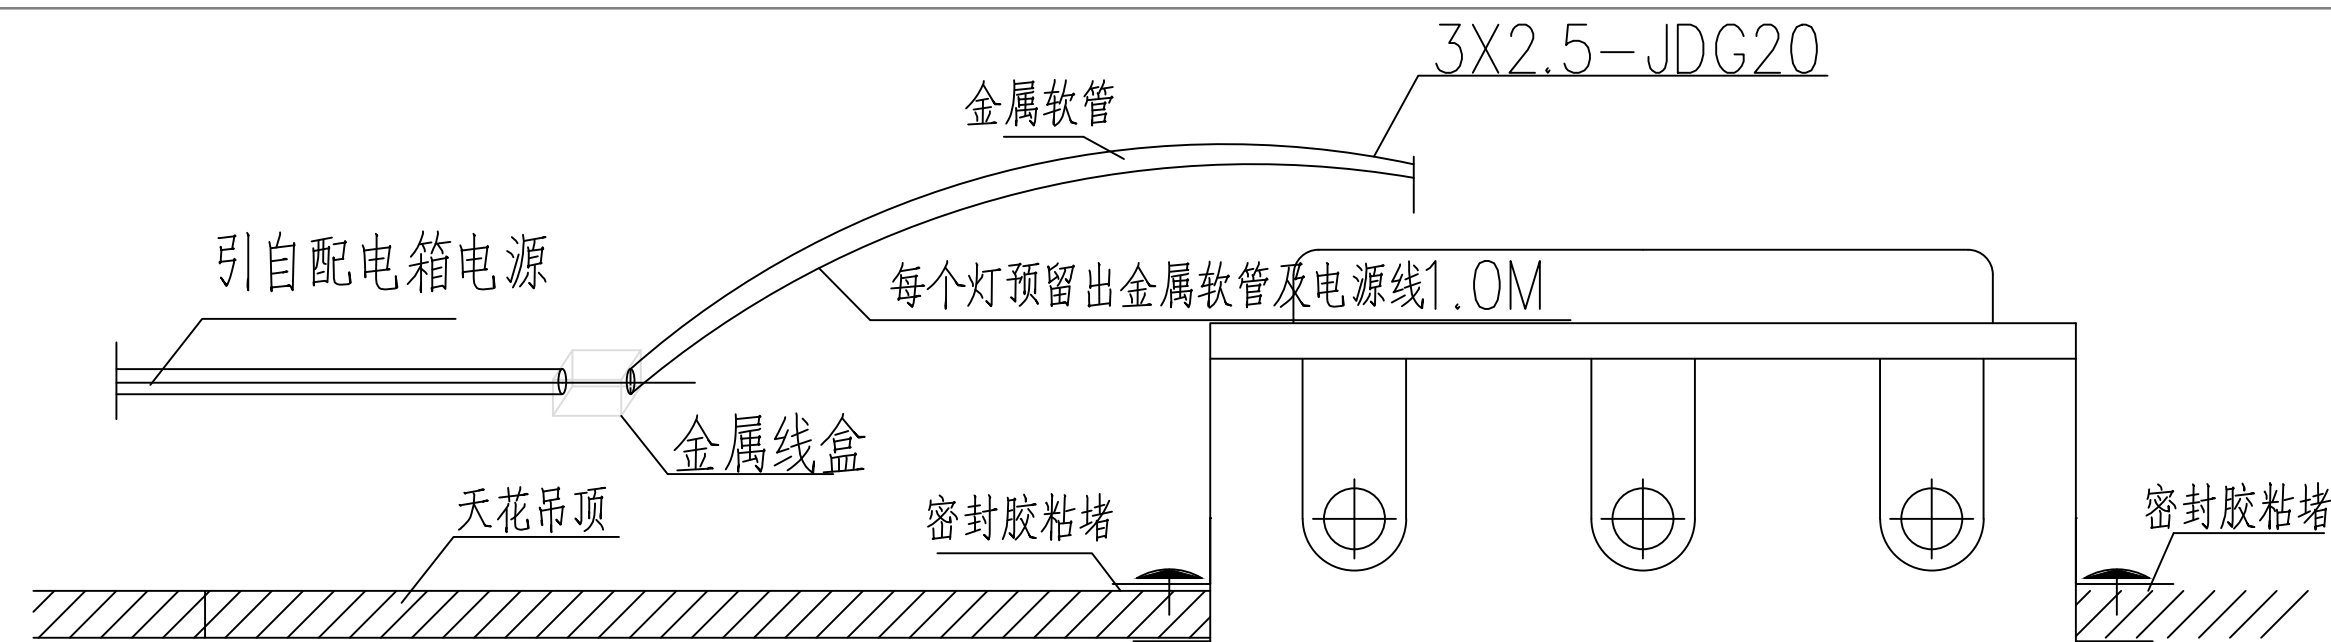 3X2.5-JDG20
金属软管
引自配电箱电源
每个灯预留出金属软管及电源线1.0M
金属线盒
天花吊顶
密封胶粘堵
密封胶粘堵